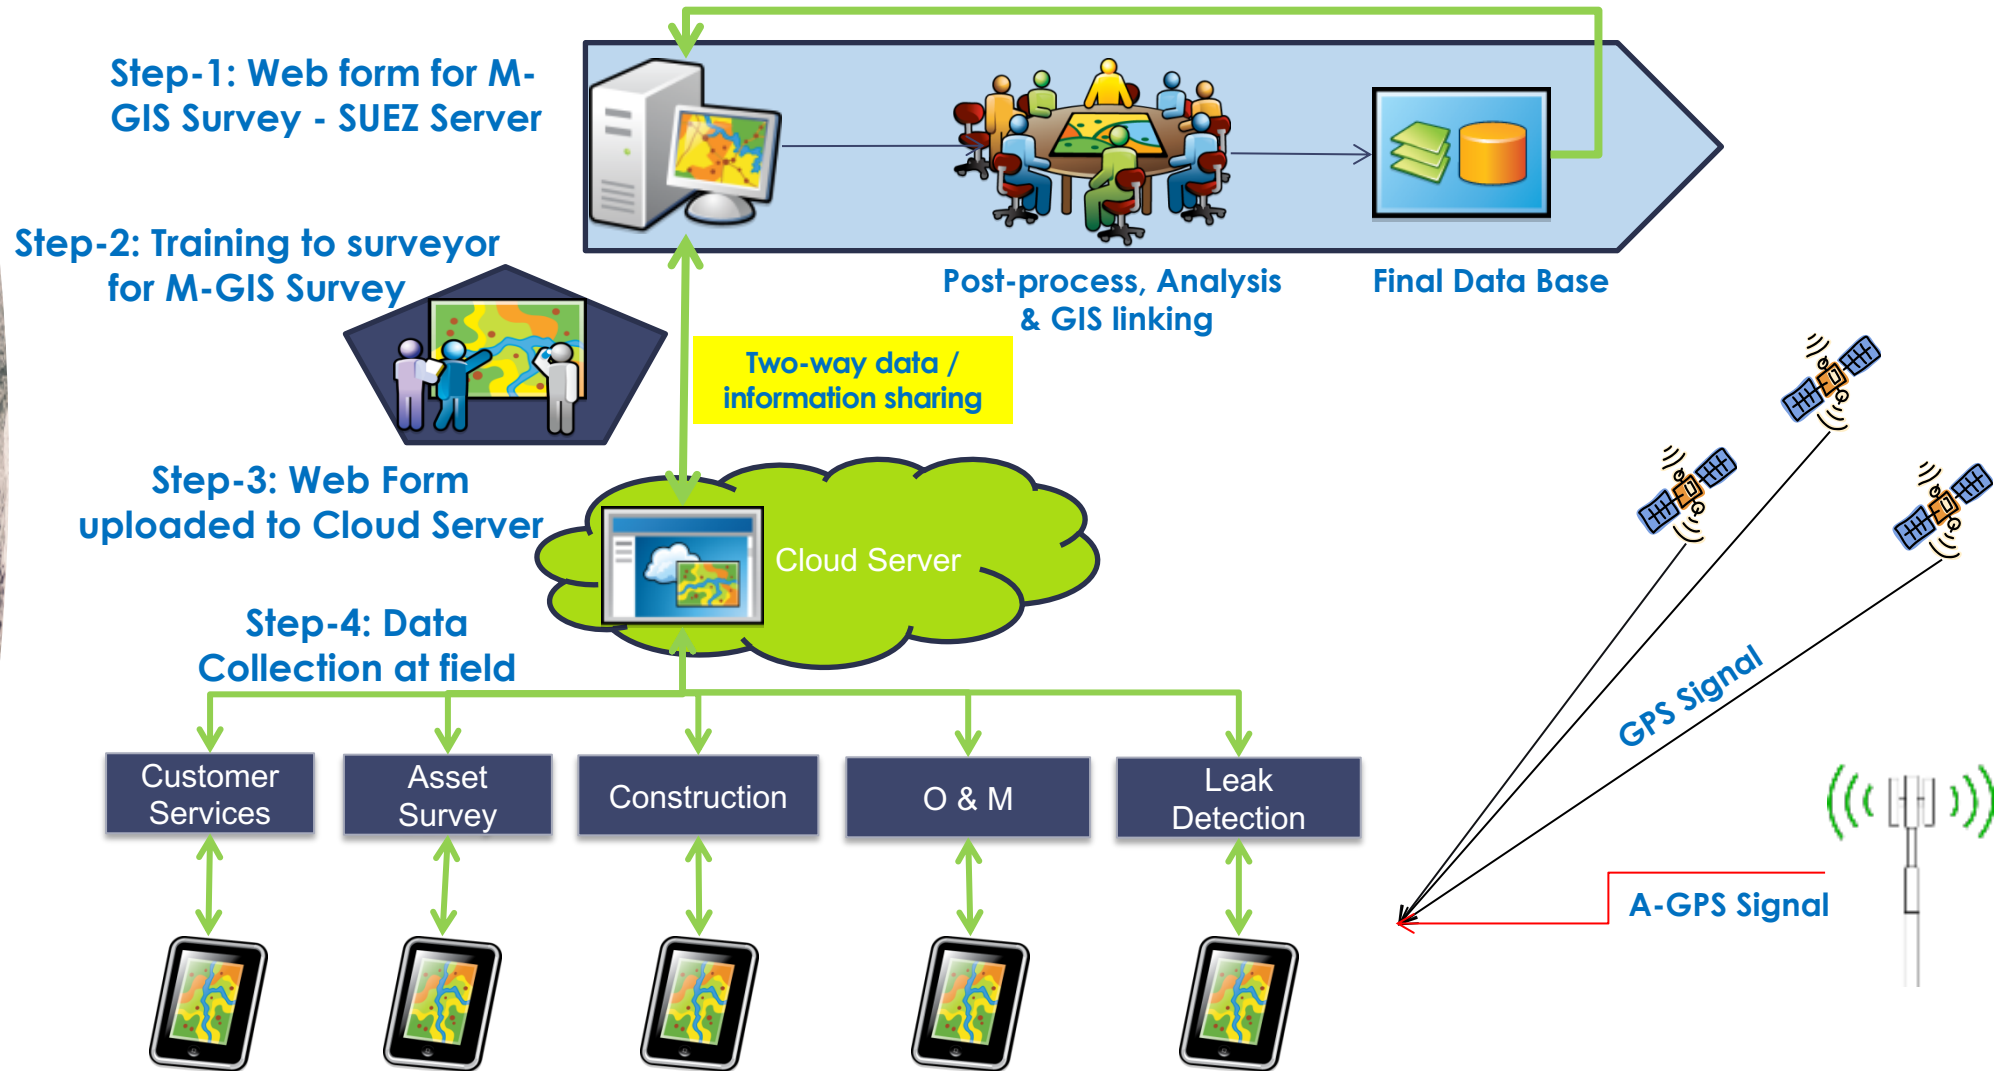 Step-1: Web form for M-
GIS Survey - SUEZ Server
Step-2: Training to surveyor
for M-GIS Survey
Post-process, Analysis
& GIS linking
Final Data Base
Two-way data /
information sharing
Step-3: Web Form
uploaded to Cloud Server
Cloud Server
Step-4: Data
Collection at field
GPS Signal
A-GPS Signal
Customer
Services
Asset
Survey
Construction
O & M
Leak
Detection